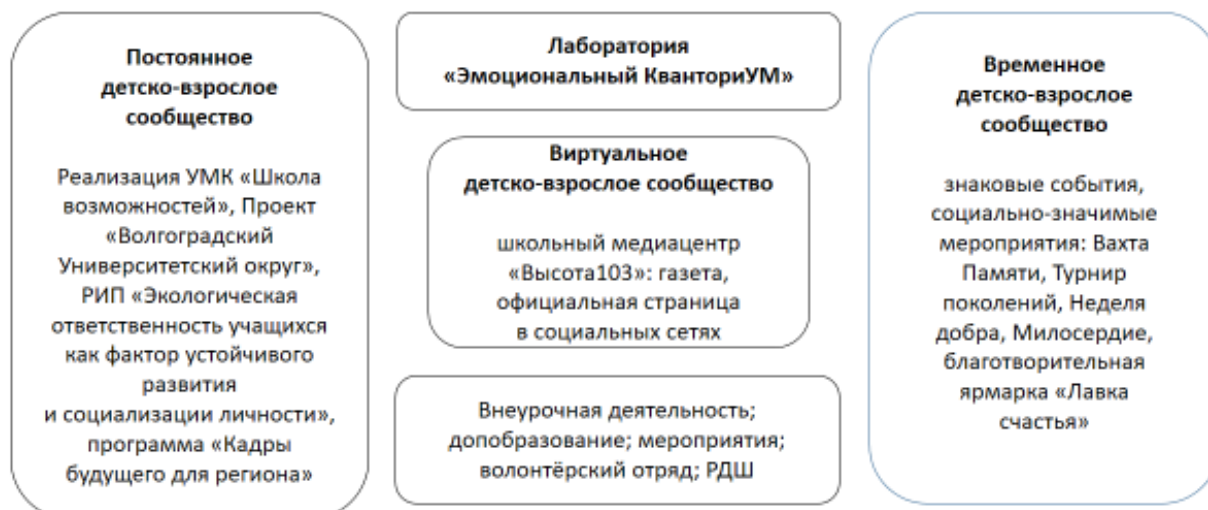 Постоянное
детско-взрослое
сообщество
Реализация УМК «Школа
возможностей», Проект
«Волгоградский
Университетский округ»,
РИП «Экологическая
ответственность учащихся
как фактор устойчивого
развития
и социализации личности»,
программа «Кадры
будущего для региона»
Лаборатория
«Эмоциональный КванториУМ»
Виртуальное
детско-взрослое сообщество
школьный медиацентр
«Высота103»: газета,
официальная страница
в социальных сетях
Внеурочная деятельность;
допобразование; мероприятия;
волонтёрский отряд; РДШ
Временное
детско-взрослое
сообщество
знаковые события,
социально-значимые
мероприятия: Вахта
Памяти, Турнир
поколений, Неделя
добра, Милосердие,
благотворительная
ярмарка «Лавка
счастья»